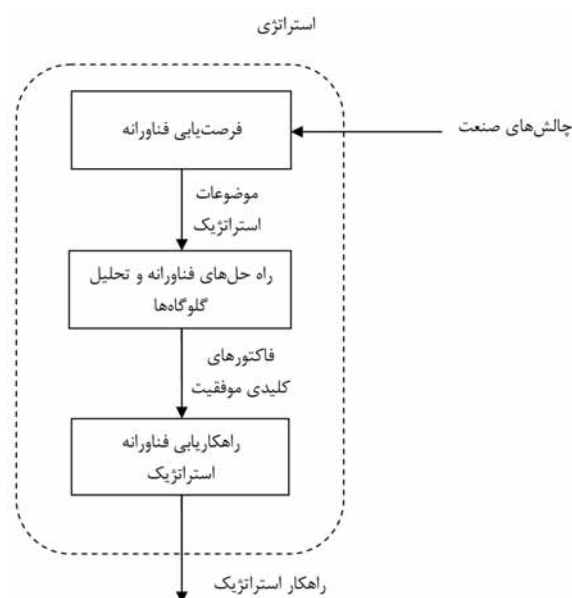 استراتژی
فرصت‌یابی فناورانه
چالش‌های صنعت
موضوعات
استراتژیک
راه حل‌های فناورانه و تحلیل
گلوگاه‌ها
فاکتورهای
کلیدی موفقیت
راهکاریابی فناورانه
استراتژیک
راهکار استراتژیک